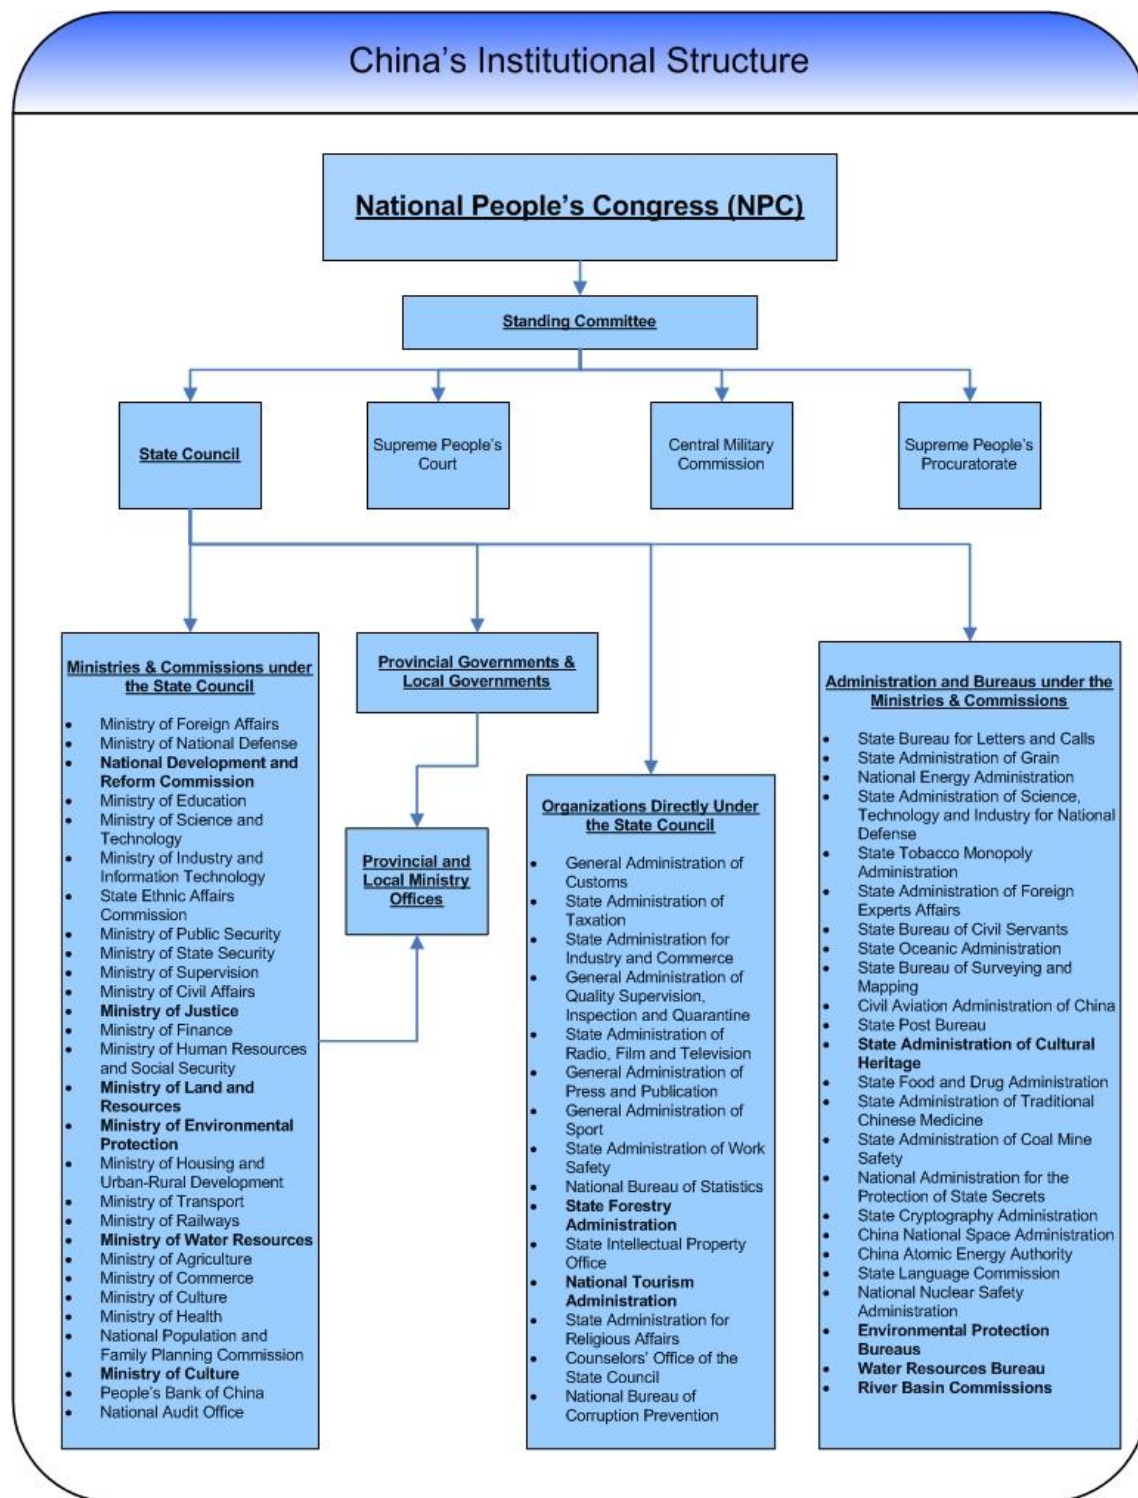 China's Institutional Structure
National People's Congress (NPC)
Standing Committee
State Council
Supreme People's
Court
Central Military
Commission
Supreme People's
Procuratorate
Ministries & Commissions under
the State Council
• Ministry of Foreign Affairs
• Ministry of National Defense
• National Development and
Reform Commission
• Ministry of Education
• Ministry of Science and
Technology
• Ministry of Industry and
Information Technology
• State Ethnic Affairs
Commission
• Ministry of Public Security
• Ministry of State Security
• Ministry of Supervision
• Ministry of Civil Affairs
• Ministry of Justice
• Ministry of Finance
• Ministry of Human Resources
and Social Security
• Ministry of Land and
Resources
• Ministry of Environmental
Protection
• Ministry of Housing and
Urban-Rural Development
• Ministry of Transport
• Ministry of Railways
• Ministry of Water Resources
• Ministry of Agriculture
• Ministry of Commerce
• Ministry of Culture
• Ministry of Health
• National Population and
Family Planning Commission
• Ministry of Culture
• People's Bank of China
• National Audit Office
Provincial Governments &
Local Governments
Provincial and
Local Ministry
Offices
Organizations Directly Under
the State Council
• General Administration of
Customs
• State Administration of
Taxation
• State Administration for
Industry and Commerce
• General Administration of
Quality Supervision,
Inspection and Quarantine
• State Administration of
Radio, Film and Television
• General Administration of
Press and Publication
• General Administration of
Sport
• State Administration of Work
Safety
• National Bureau of Statistics
• State Forestry
Administration
• State Intellectual Property
Office
• National Tourism
Administration
• State Administration for
Religious Affairs
• Counselors' Office of the
State Council
• National Bureau of
Corruption Prevention
Administration and Bureaus under the
Ministries & Commissions
• State Bureau for Letters and Calls
• State Administration of Grain
• National Energy Administration
• State Administration of Science,
Technology and Industry for National
Defense
• State Tobacco Monopoly
Administration
• State Administration of Foreign
Experts Affairs
• State Bureau of Civil Servants
• State Oceanic Administration
• State Bureau of Surveying and
Mapping
• Civil Aviation Administration of China
• State Post Bureau
• State Administration of Cultural
Heritage
• State Food and Drug Administration
• State Administration of Traditional
Chinese Medicine
• State Administration of Coal Mine
Safety
• National Administration for the
Protection of State Secrets
• State Cryptography Administration
• China National Space Administration
• China Atomic Energy Authority
• State Language Commission
• National Nuclear Safety
Administration
• Environmental Protection
Bureaus
• Water Resources Bureau
• River Basin Commissions